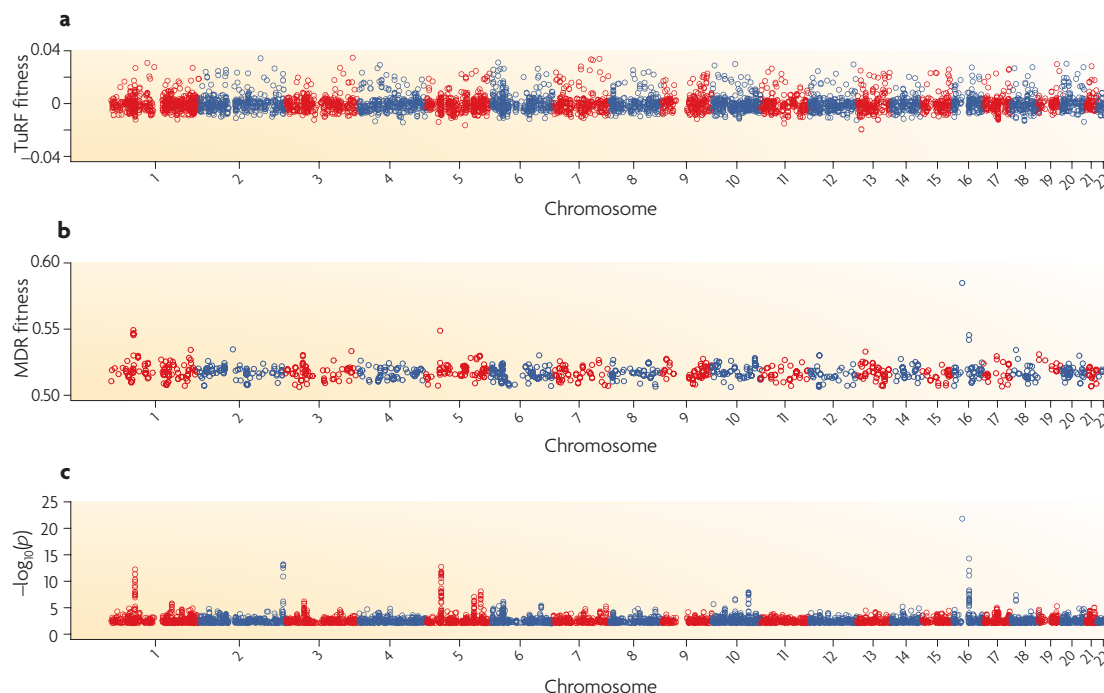 a
TuRF fitness
0.04
0
–0.04
1 2 3 4 5 6 7 8 9 10 11 12 13 14 15 16 17 18 19 20 21
Chromosome
b
MDR fitness
0.60
0.55
0.50
1 2 3 4 5 6 7 8 9 10 11 12 13 14 15 16 17 18 19 20 21
Chromosome
c
–log10(p)
25
20
15
10
5
0
1 2 3 4 5 6 7 8 9 10 11 12 13 14 15 16 17 18 19 20 21
Chromosome